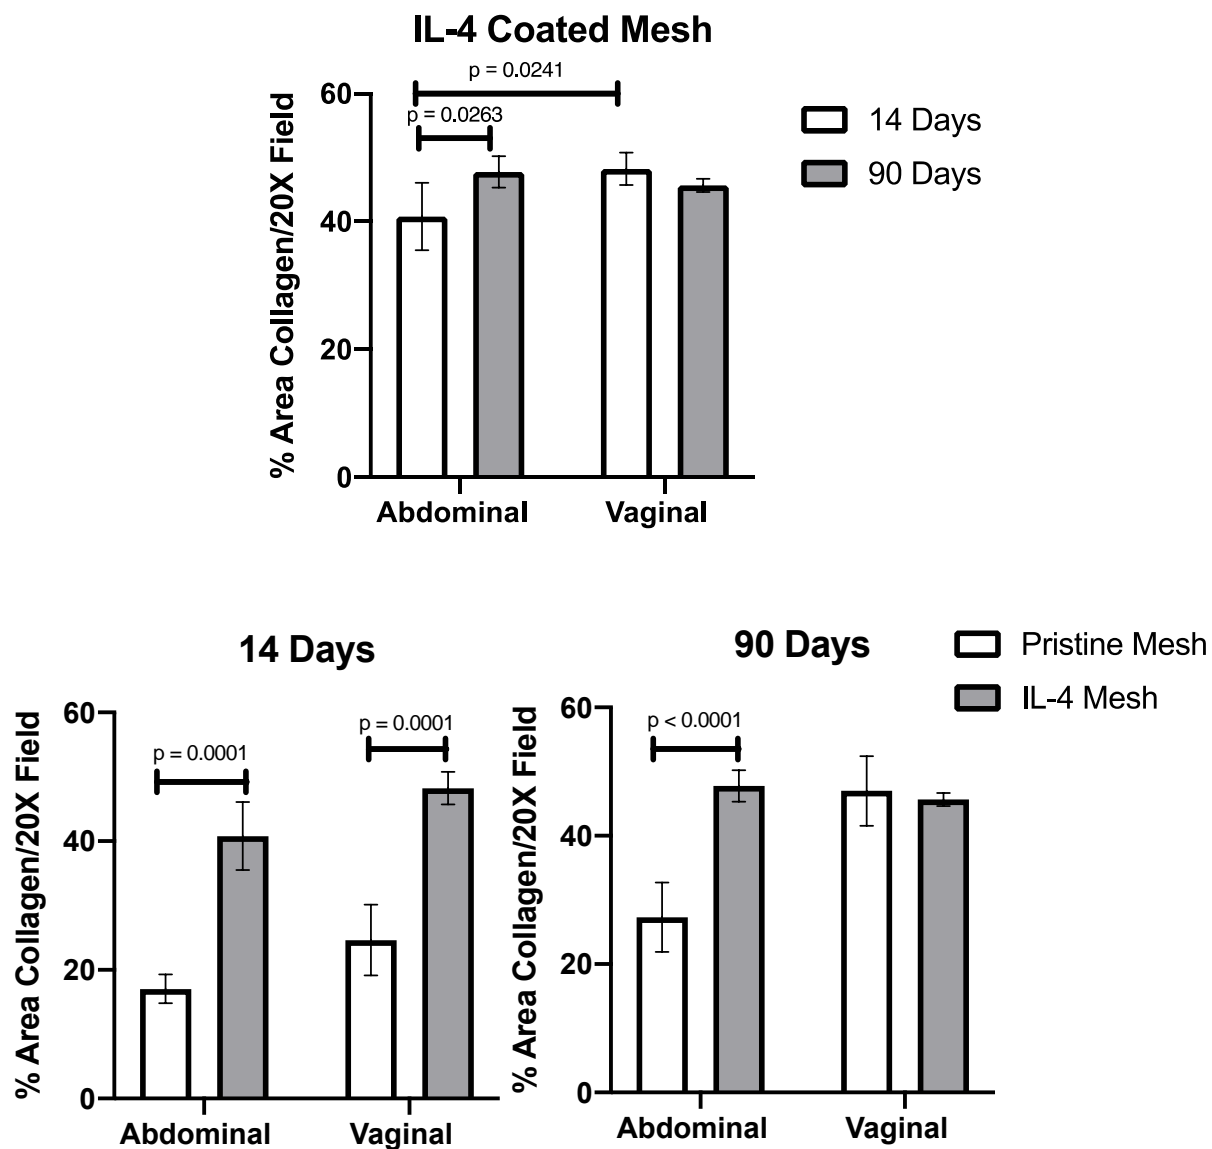 IL-4 Coated Mesh
p = 0.0241
p = 0.0263
% Area Collagen/20X Field
60
40
20
0
Abdominal
Vaginal
14 Days
90 Days
14 Days
p = 0.0001
p = 0.0001
% Area Collagen/20X Field
60
40
20
0
Abdominal
Vaginal
90 Days
p < 0.0001
% Area Collagen/20X Field
60
40
20
0
Abdominal
Vaginal
Pristine Mesh
IL-4 Mesh